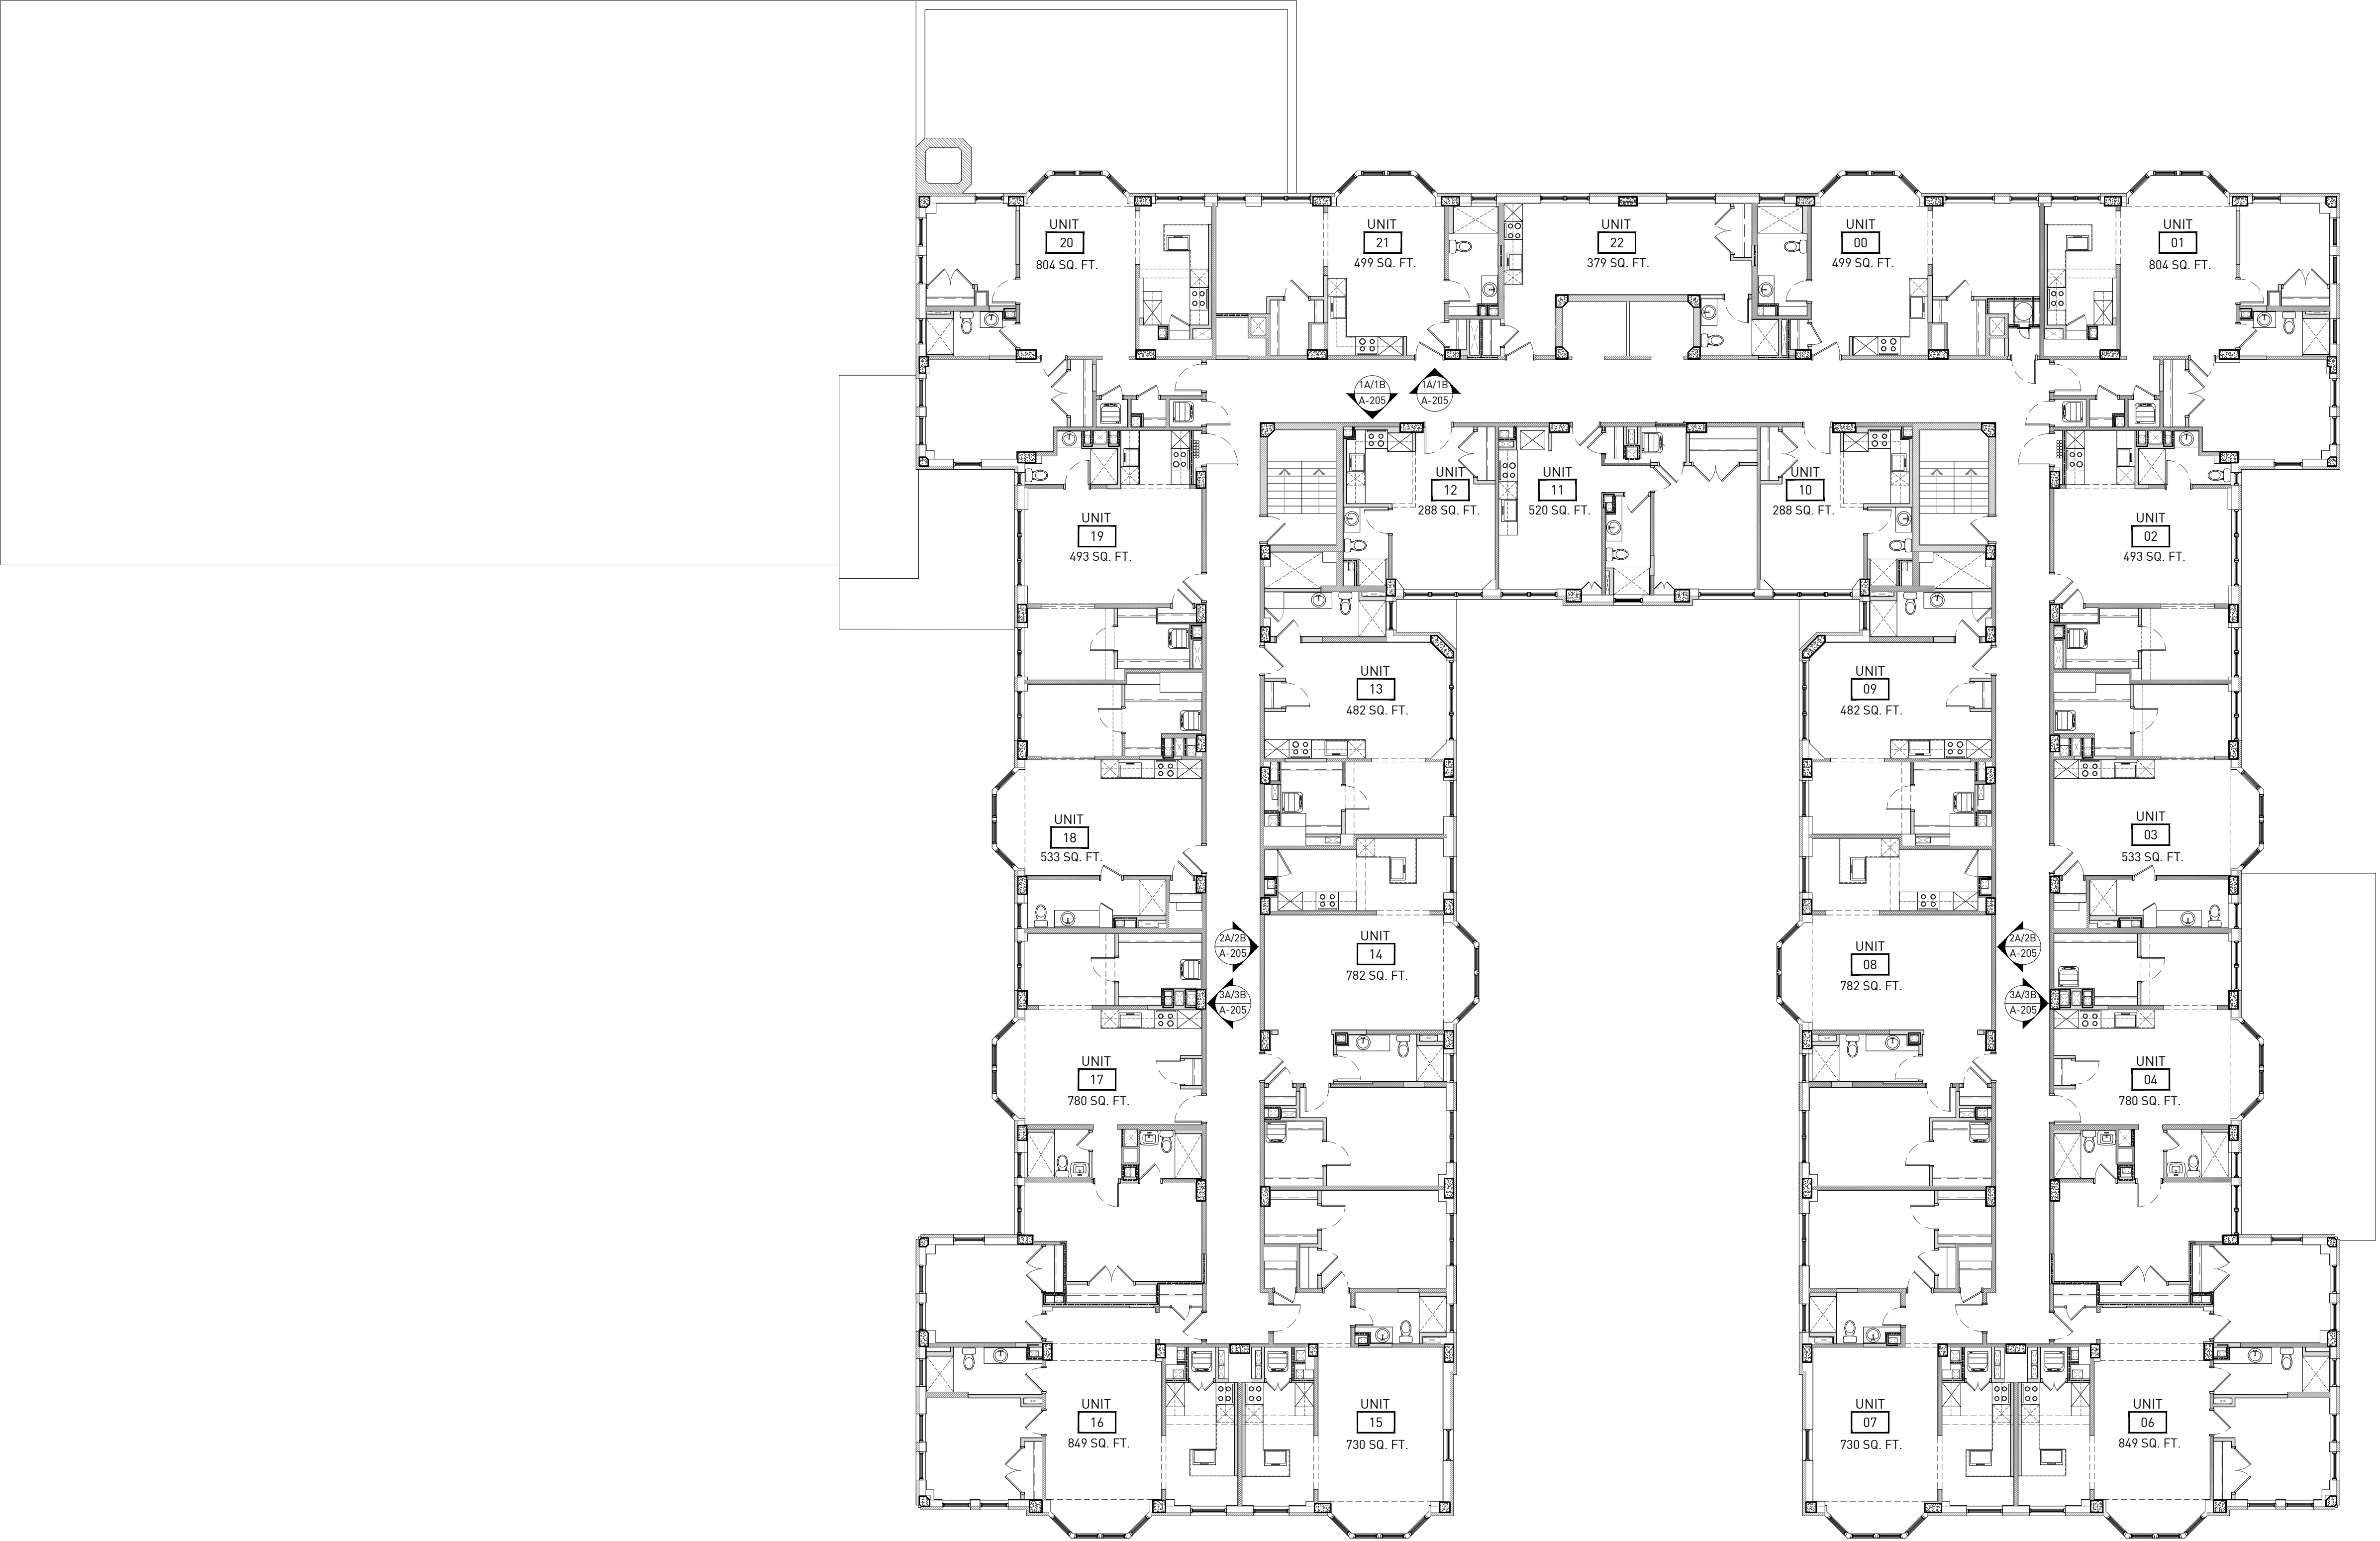 UNIT
20
804 SQ. FT.
UNIT
21
499 SQ. FT.
UNIT
22
379 SQ. FT.
UNIT
00
499 SQ. FT.
UNIT
01
804 SQ. FT.
1A/1B
A-205
1A/1B
A-205
UNIT
12
288 SQ. FT.
UNIT
11
520 SQ. FT.
UNIT
10
288 SQ. FT.
UNIT
19
493 SQ. FT.
UNIT
02
493 SQ. FT.
UNIT
13
482 SQ. FT.
UNIT
09
482 SQ. FT.
UNIT
18
533 SQ. FT.
UNIT
03
533 SQ. FT.
2A/2B
A-205
UNIT
14
782 SQ. FT.
UNIT
08
782 SQ. FT.
2A/2B
A-205
3A/3B
A-205
3A/3B
A-205
UNIT
17
780 SQ. FT.
UNIT
04
780 SQ. FT.
UNIT
16
849 SQ. FT.
UNIT
15
730 SQ. FT.
UNIT
07
730 SQ. FT.
UNIT
06
849 SQ. FT.